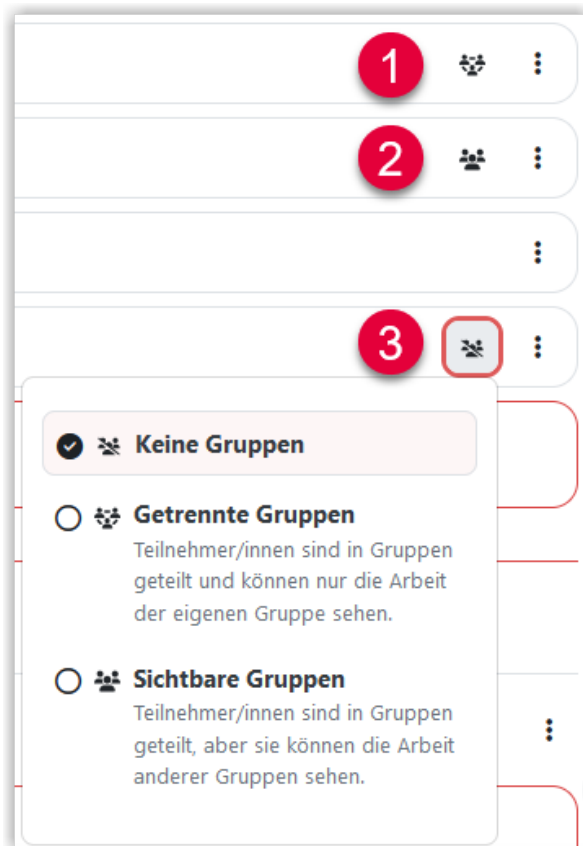 1
2
3
Keine Gruppen
Getrennte Gruppen
Teilnehmer/innen sind in Gruppen
geteilt und können nur die Arbeit
der eigenen Gruppe sehen.
Sichtbare Gruppen
Teilnehmer/innen sind in Gruppen
geteilt, aber sie können die Arbeit
anderer Gruppen sehen.